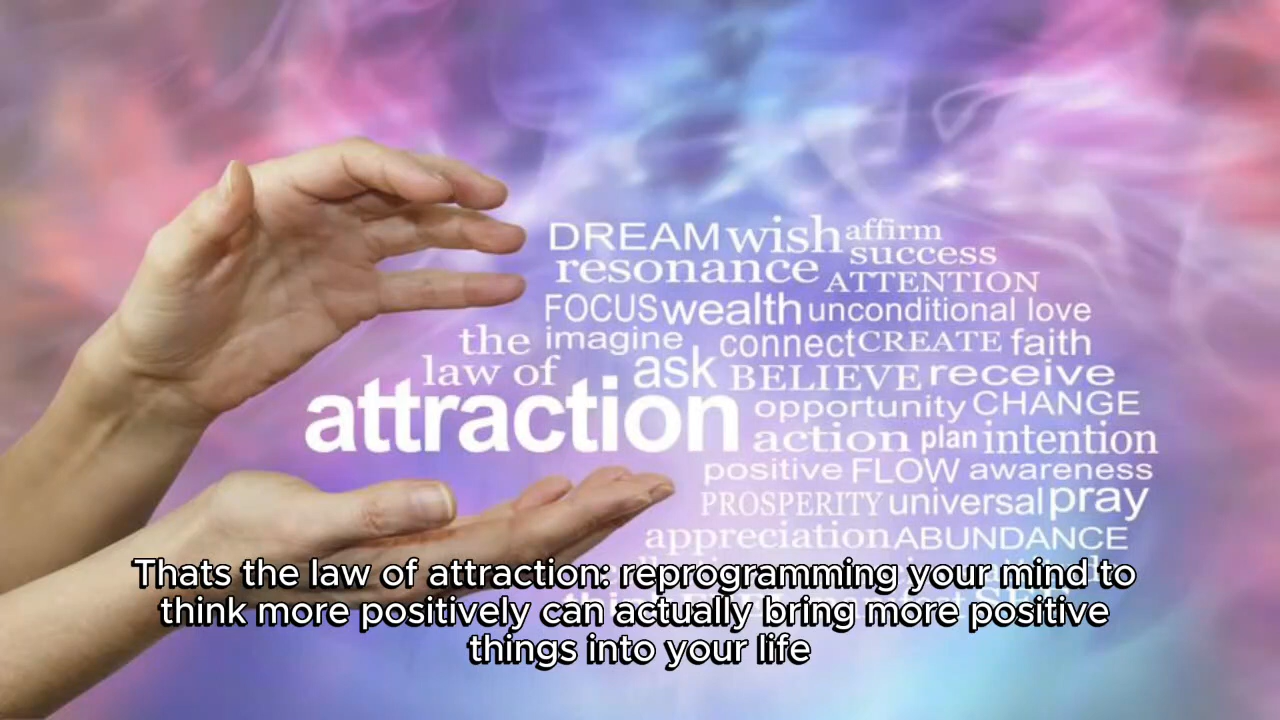 DREAM wish affirm
success
resonance ATTENTION
FOCUS wealth unconditional love
the imagine connect CREATE faith
law of ask BELIEVE receive
attraction opportunity CHANGE
action plan intention
positive FLOW awareness
PROSPERITY universal pray
appreciation ABUNDANCE
Thats the law of attraction: reprogramming your mind to
think more positively can actually bring more positive
things into your life